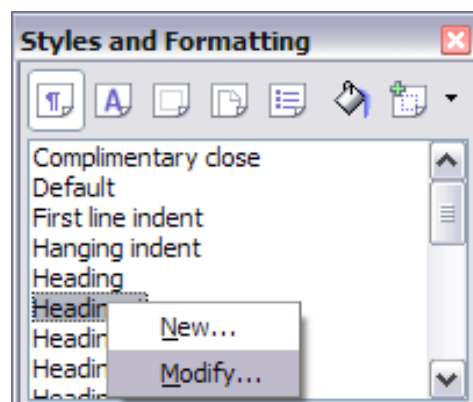 Styles and Formatting
Complimentary close
Default
First line indent
Hanging indent
Heading
New...
Modify...